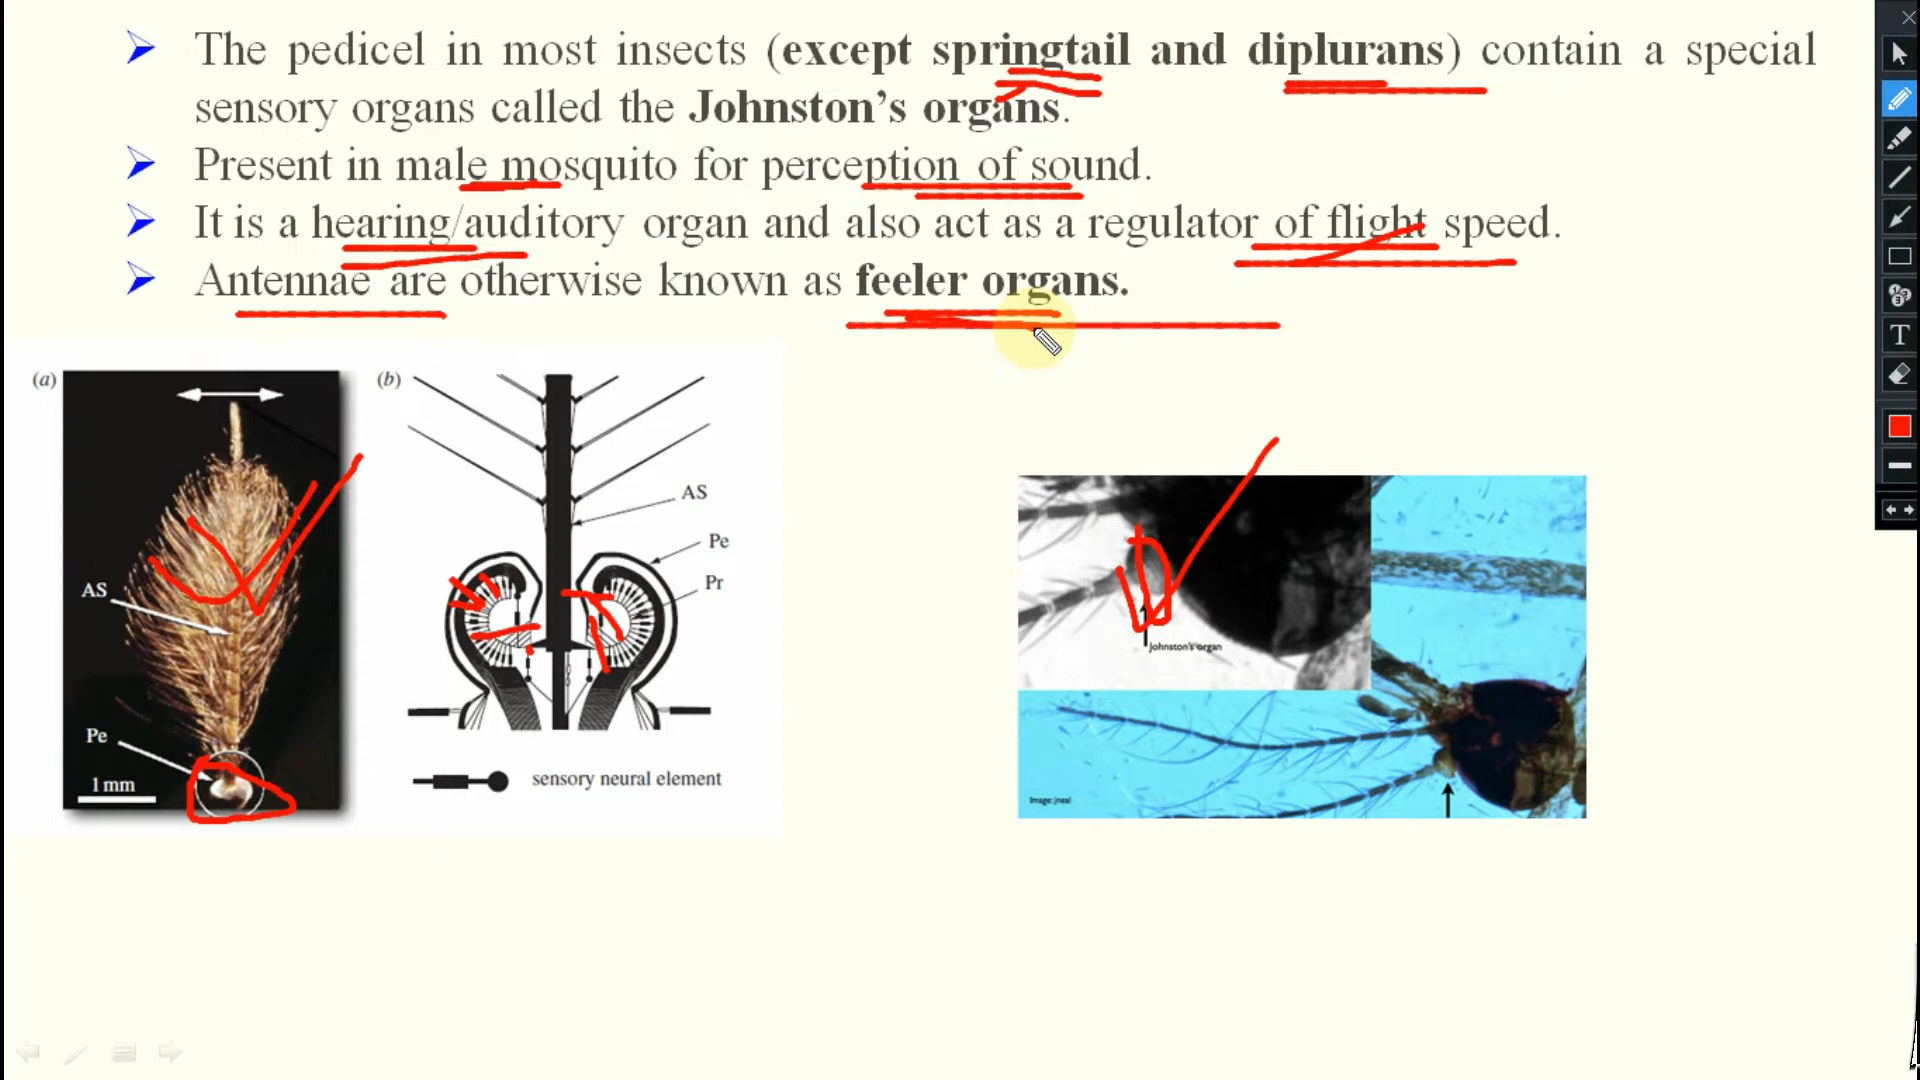 The pedicel in most insects (except springtail and diplurans) contain a special
sensory organs called the Johnston’s organs.
Present in male mosquito for perception of sound.
It is a hearing/auditory organ and also act as a regulator of flight speed.
Antennae are otherwise known as feeler organs.
(a)
(b)
AS
Pe
1 mm
AS
Pe
Pr
sensory neural element
Johnston's organ
Image: jneal
T